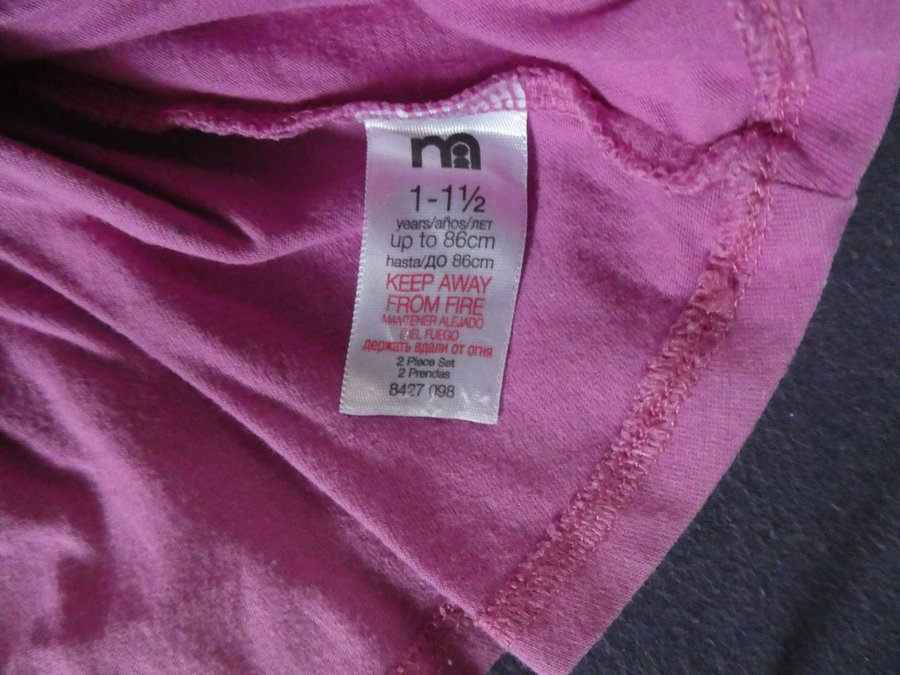 m
1-1½
years/años/ЛЕТ
up to 86cm
hasta/ДО 86cm
KEEP AWAY
FROM FIRE
MANTENER ALEJADO
EL FUEGO
держать вдали от огня
2 Piece Set
2 Prendas
8427 098